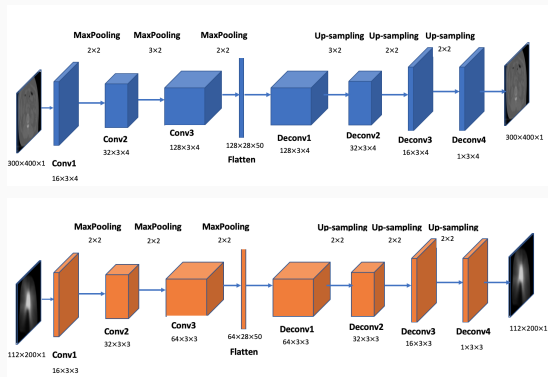 MaxPooling MaxPooling MaxPooling Up-sampling Up-sampling Up-sampling
2×2 3×2 2×2 3×2 2×2 2×2
300×400×1
Conv1
16×3×4
Conv2
32×3×4
Conv3
128×3×4
128×28×50
Flatten
Deconv1
128×3×4
Deconv2
32×3×4
Deconv3
16×3×4
Deconv4
1×3×4
300×400×1
MaxPooling MaxPooling MaxPooling Up-sampling Up-sampling Up-sampling
2×2 2×2 2×2 2×2 2×2 2×2
112×200×1
Conv1
16×3×3
Conv2
32×3×3
Conv3
64×3×3
64×28×50
Flatten
Deconv1
64×3×3
Deconv2
32×3×3
Deconv3
16×3×3
Deconv4
1×3×3
112×200×1